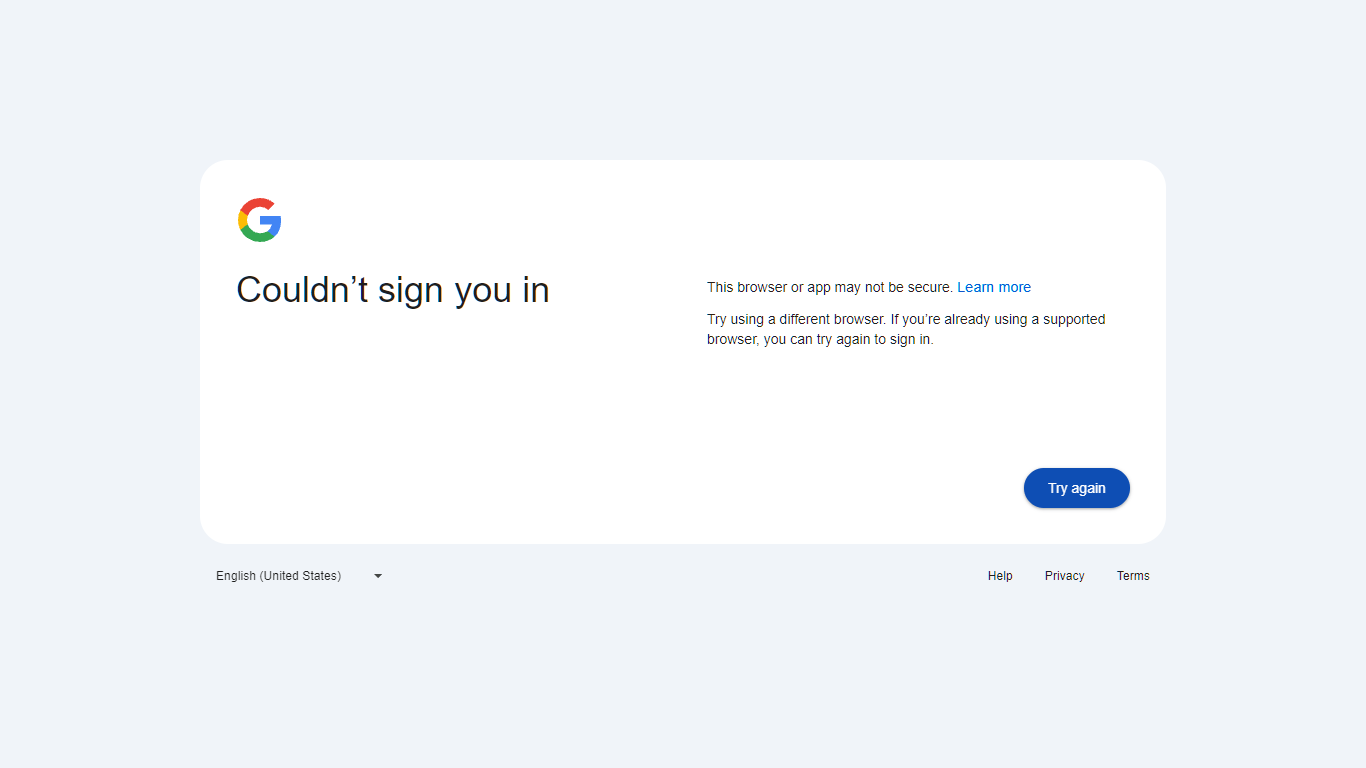 Couldn’t sign you in
This browser or app may not be secure. Learn more
Try using a different browser. If you’re already using a supported
browser, you can try again to sign in.
Try again
English (United States)
Help
Privacy
Terms